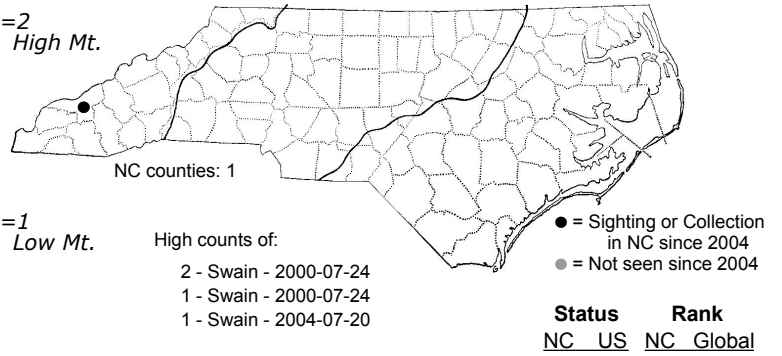 =2
High Mt.
NC counties: 1
=1
Low Mt.
High counts of:
2 - Swain - 2000-07-24
1 - Swain - 2000-07-24
1 - Swain - 2004-07-20
● = Sighting or Collection
in NC since 2004
● = Not seen since 2004
Status Rank
NC US NC Global